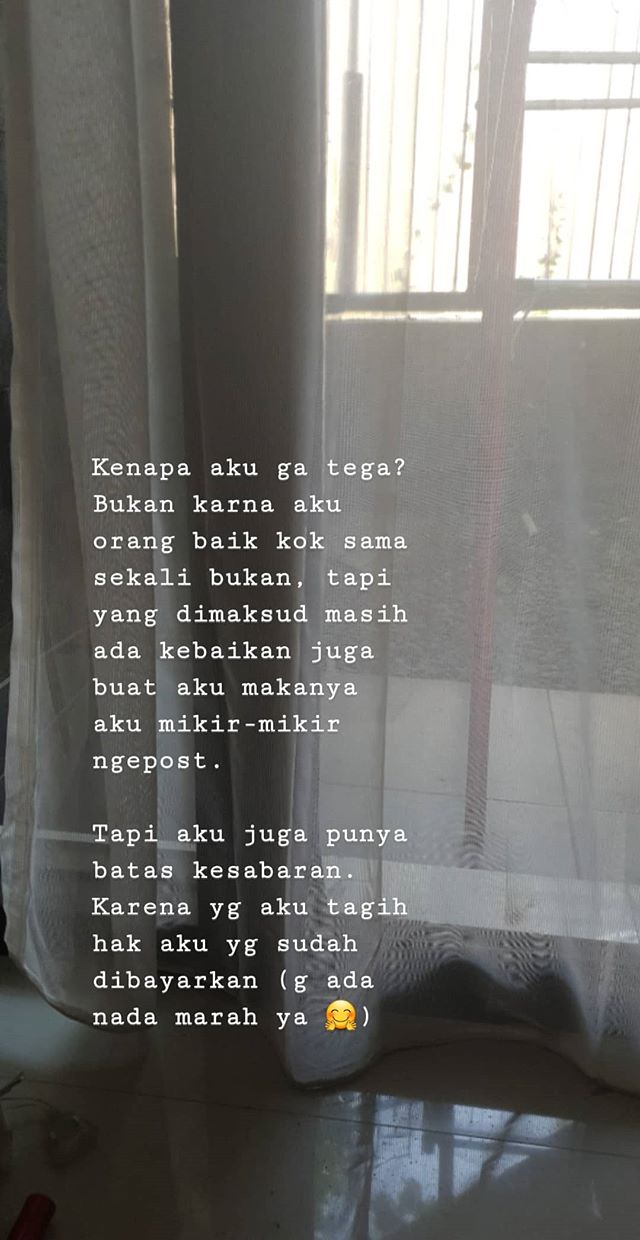 Kenapa aku ga tega?
Bukan karna aku
orang baik kok sama
sekali bukan, tapi
yang dimaksud masih
ada kebaikan juga
buat aku makanya
aku mikir-mikir
ngepost.
Tapi aku juga punya
batas kesabaran.
Karena yg aku tagih
hak aku yg sudah
dibayarkan (g ada
nada marah ya 🤗)